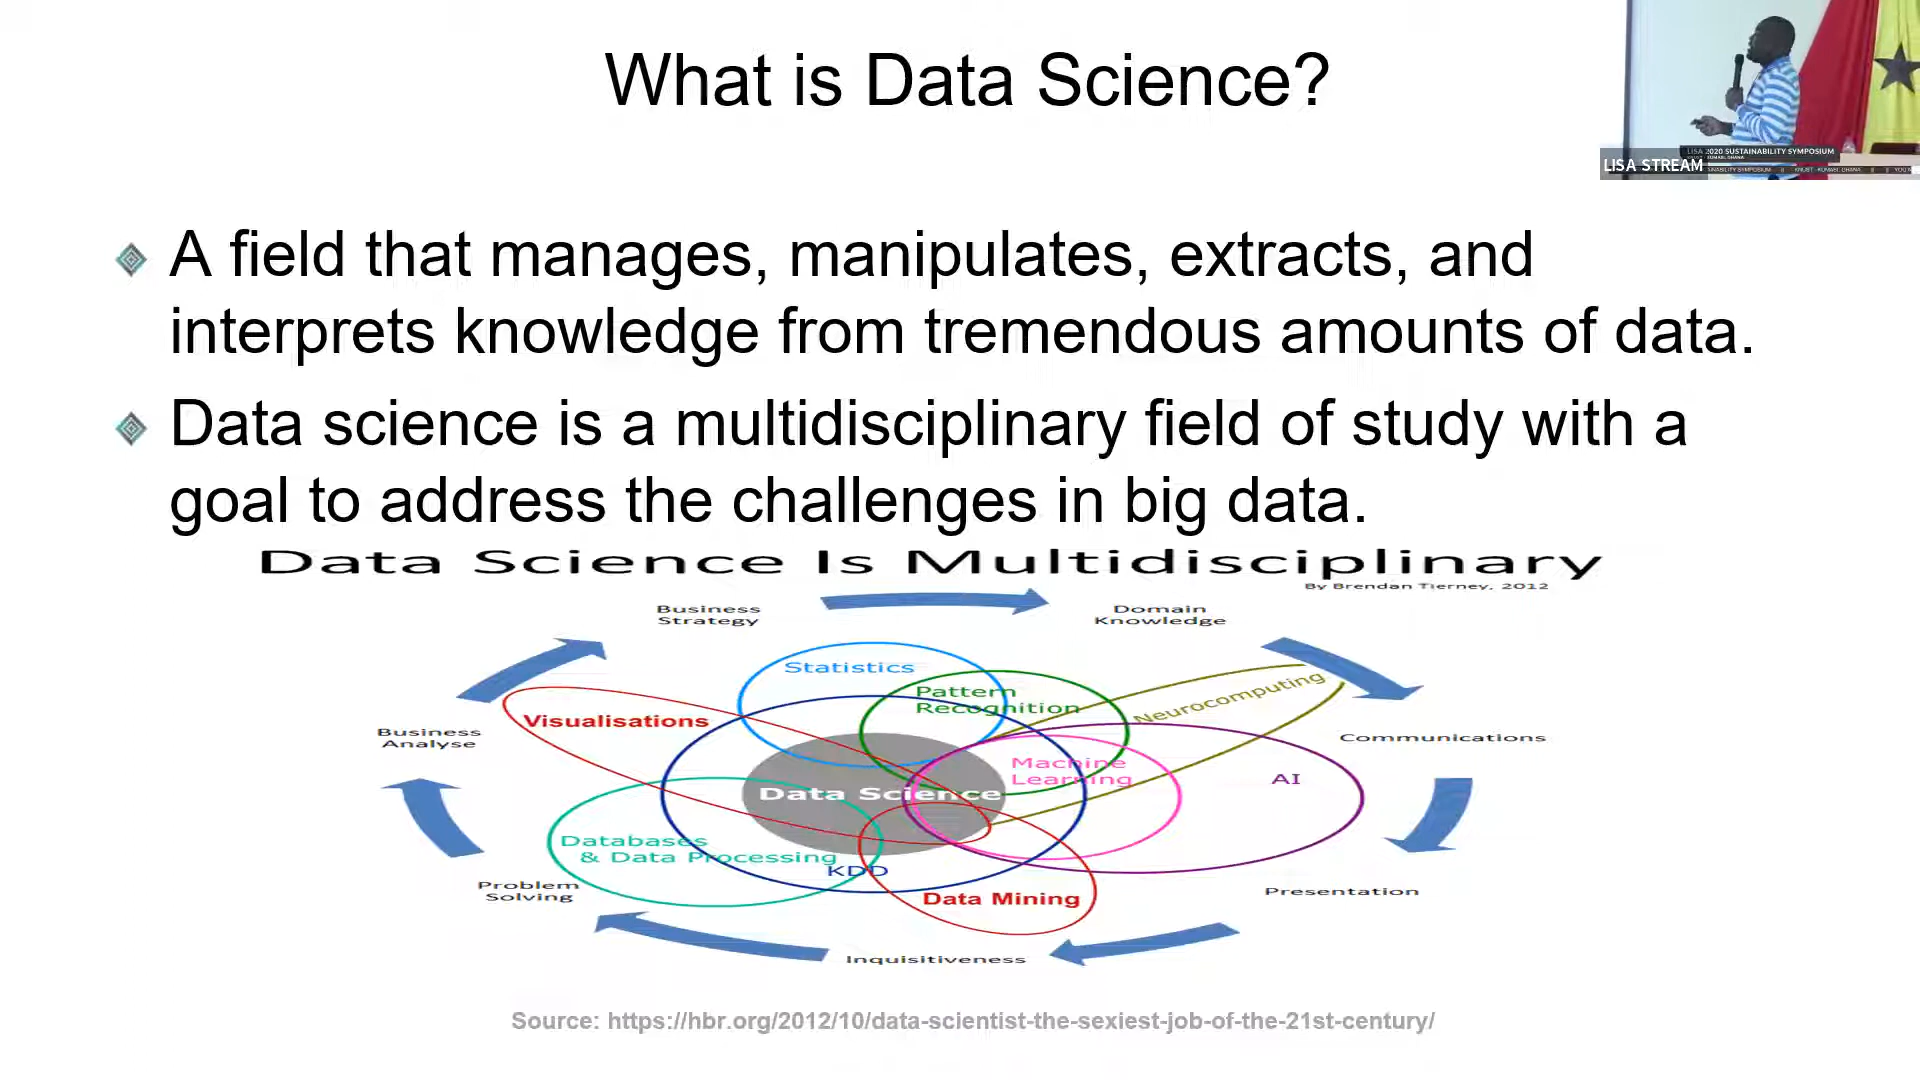 What is Data Science?
LISA 2020 SUSTAINABILITY SYMPOSIUM
LISA STREAM
A field that manages, manipulates, extracts, and
interprets knowledge from tremendous amounts of data.
Data science is a multidisciplinary field of study with a
goal to address the challenges in big data.
Data Science Is Multidisciplinary
By Brendan Tierney, 2012
Business
Strategy
Domain
Knowledge
Statistics
Pattern
Recognition
Neurocomputing
Visualisations
Business
Analyse
Communications
Machine
Learning
AI
Data Science
Databases
& Data Processing
KDD
Problem
Solving
Data Mining
Presentation
Inquisitiveness
Source: https://hbr.org/2012/10/data-scientist-the-sexiest-job-of-the-21st-century/